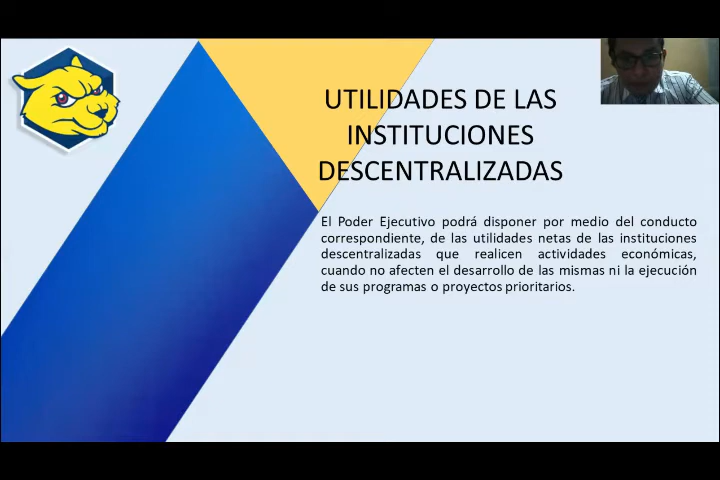 UTILIDADES DE LAS
INSTITUCIONES
DESCENTRALIZADAS
El Poder Ejecutivo podrá disponer por medio del conducto
correspondiente, de las utilidades netas de las instituciones
descentralizadas que realicen actividades económicas,
cuando no afecten el desarrollo de las mismas ni la ejecución
de sus programas o proyectos prioritarios.